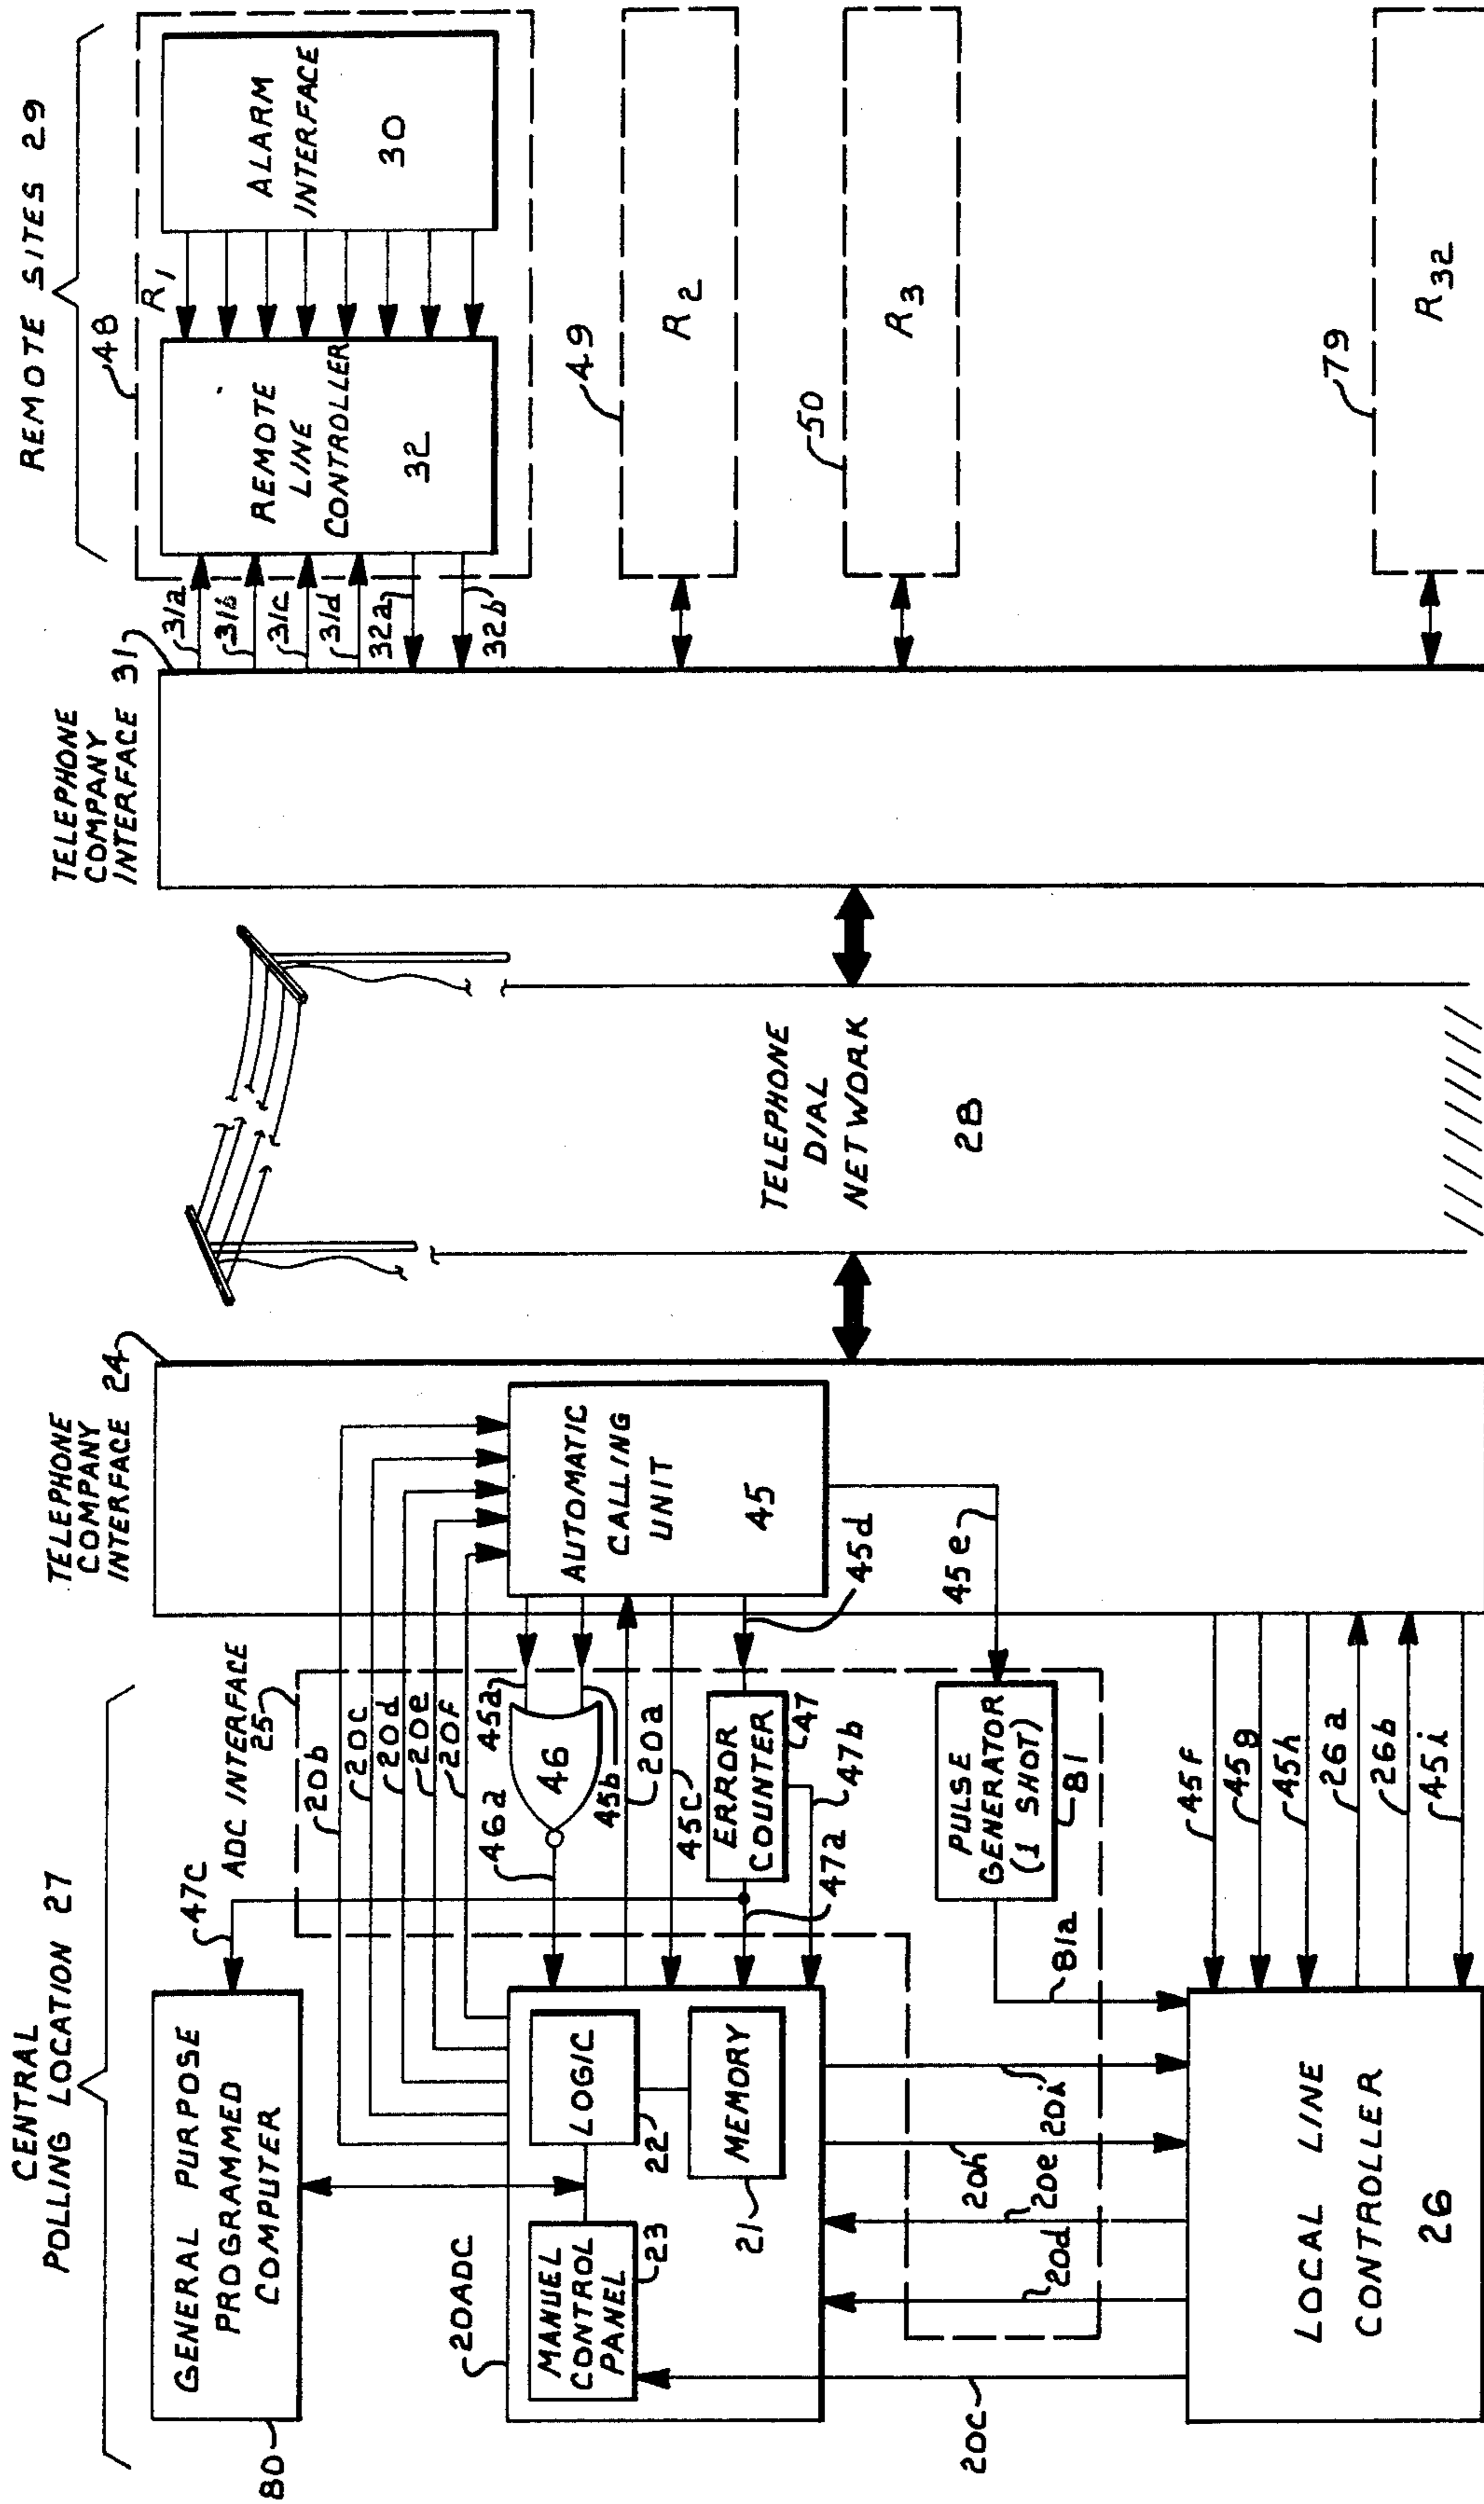 CENTRAL
POLLING LOCATION 27
TELEPHONE
COMPANY
INTERFACE 24
TELEPHONE
COMPANY
INTERFACE 31
REMOTE SITES 29
80
GENERAL PURPOSE
PROGRAMMED
COMPUTER
47C
ADC INTERFACE
25
20b
20c
20d
20e
20f
20ADC
MANUEL
CONTROL
PANEL
23
LOGIC
22
MEMORY
21
46a
46
45a
45b
20a
45c
ERROR
COUNTER
47
47a
47b
AUTOMATIC
CALLING
UNIT
45
45d
45e
PULSE
GENERATOR
(1 SHOT)
81
81a
20c
20d
20e
20h
20i
LOCAL LINE
CONTROLLER
26
45f
45g
45h
26a
26b
45i
TELEPHONE
DIAL
NETWORK
28
48
31a
31b
31c
31d
32a
32b
REMOTE
LINE
CONTROLLER
32
R1
ALARM
INTERFACE
30
49
R2
50
R3
79
R32